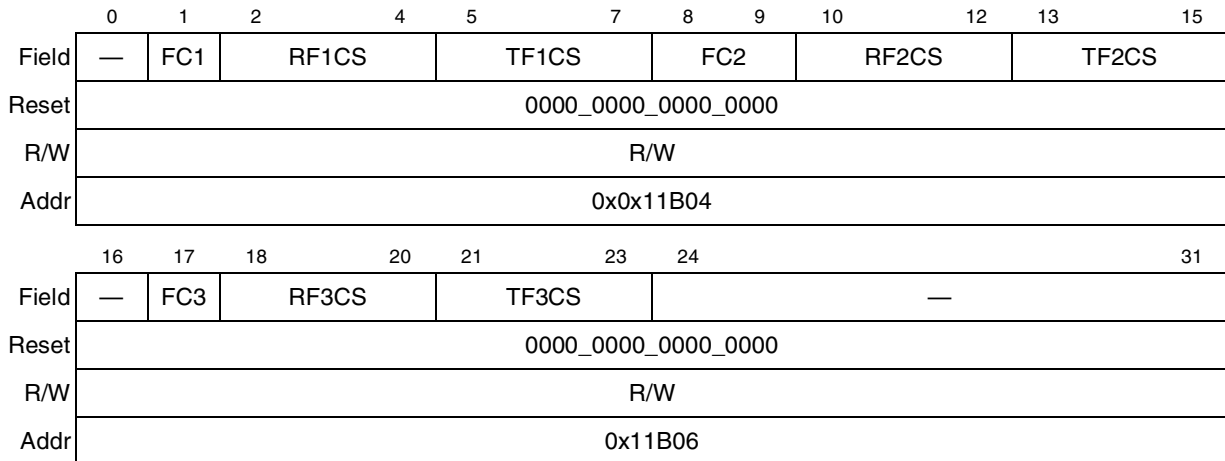 0 1 2 4 5 7 8 9 10 12 13 15
Field — FC1 RF1CS TF1CS FC2 RF2CS TF2CS
Reset 0000_0000_0000_0000
R/W R/W
Addr 0x0x11B04
16 17 18 20 21 23 24 31
Field — FC3 RF3CS TF3CS —
Reset 0000_0000_0000_0000
R/W R/W
Addr 0x11B06